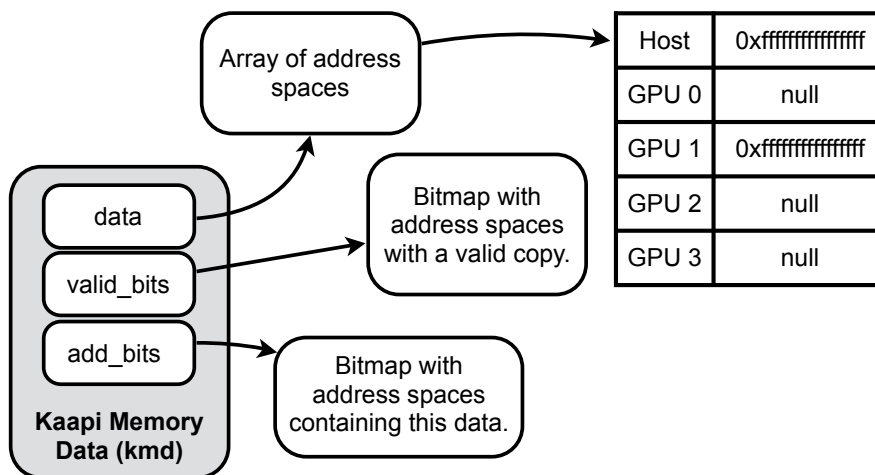 Array of address
spaces
Host 0xffffffffffffffff
GPU 0 null
GPU 1 0xffffffffffffffff
GPU 2 null
GPU 3 null
data
valid_bits
add_bits
Kaapi Memory
Data (kmd)
Bitmap with
address spaces
with a valid copy.
Bitmap with
address spaces
containing this data.